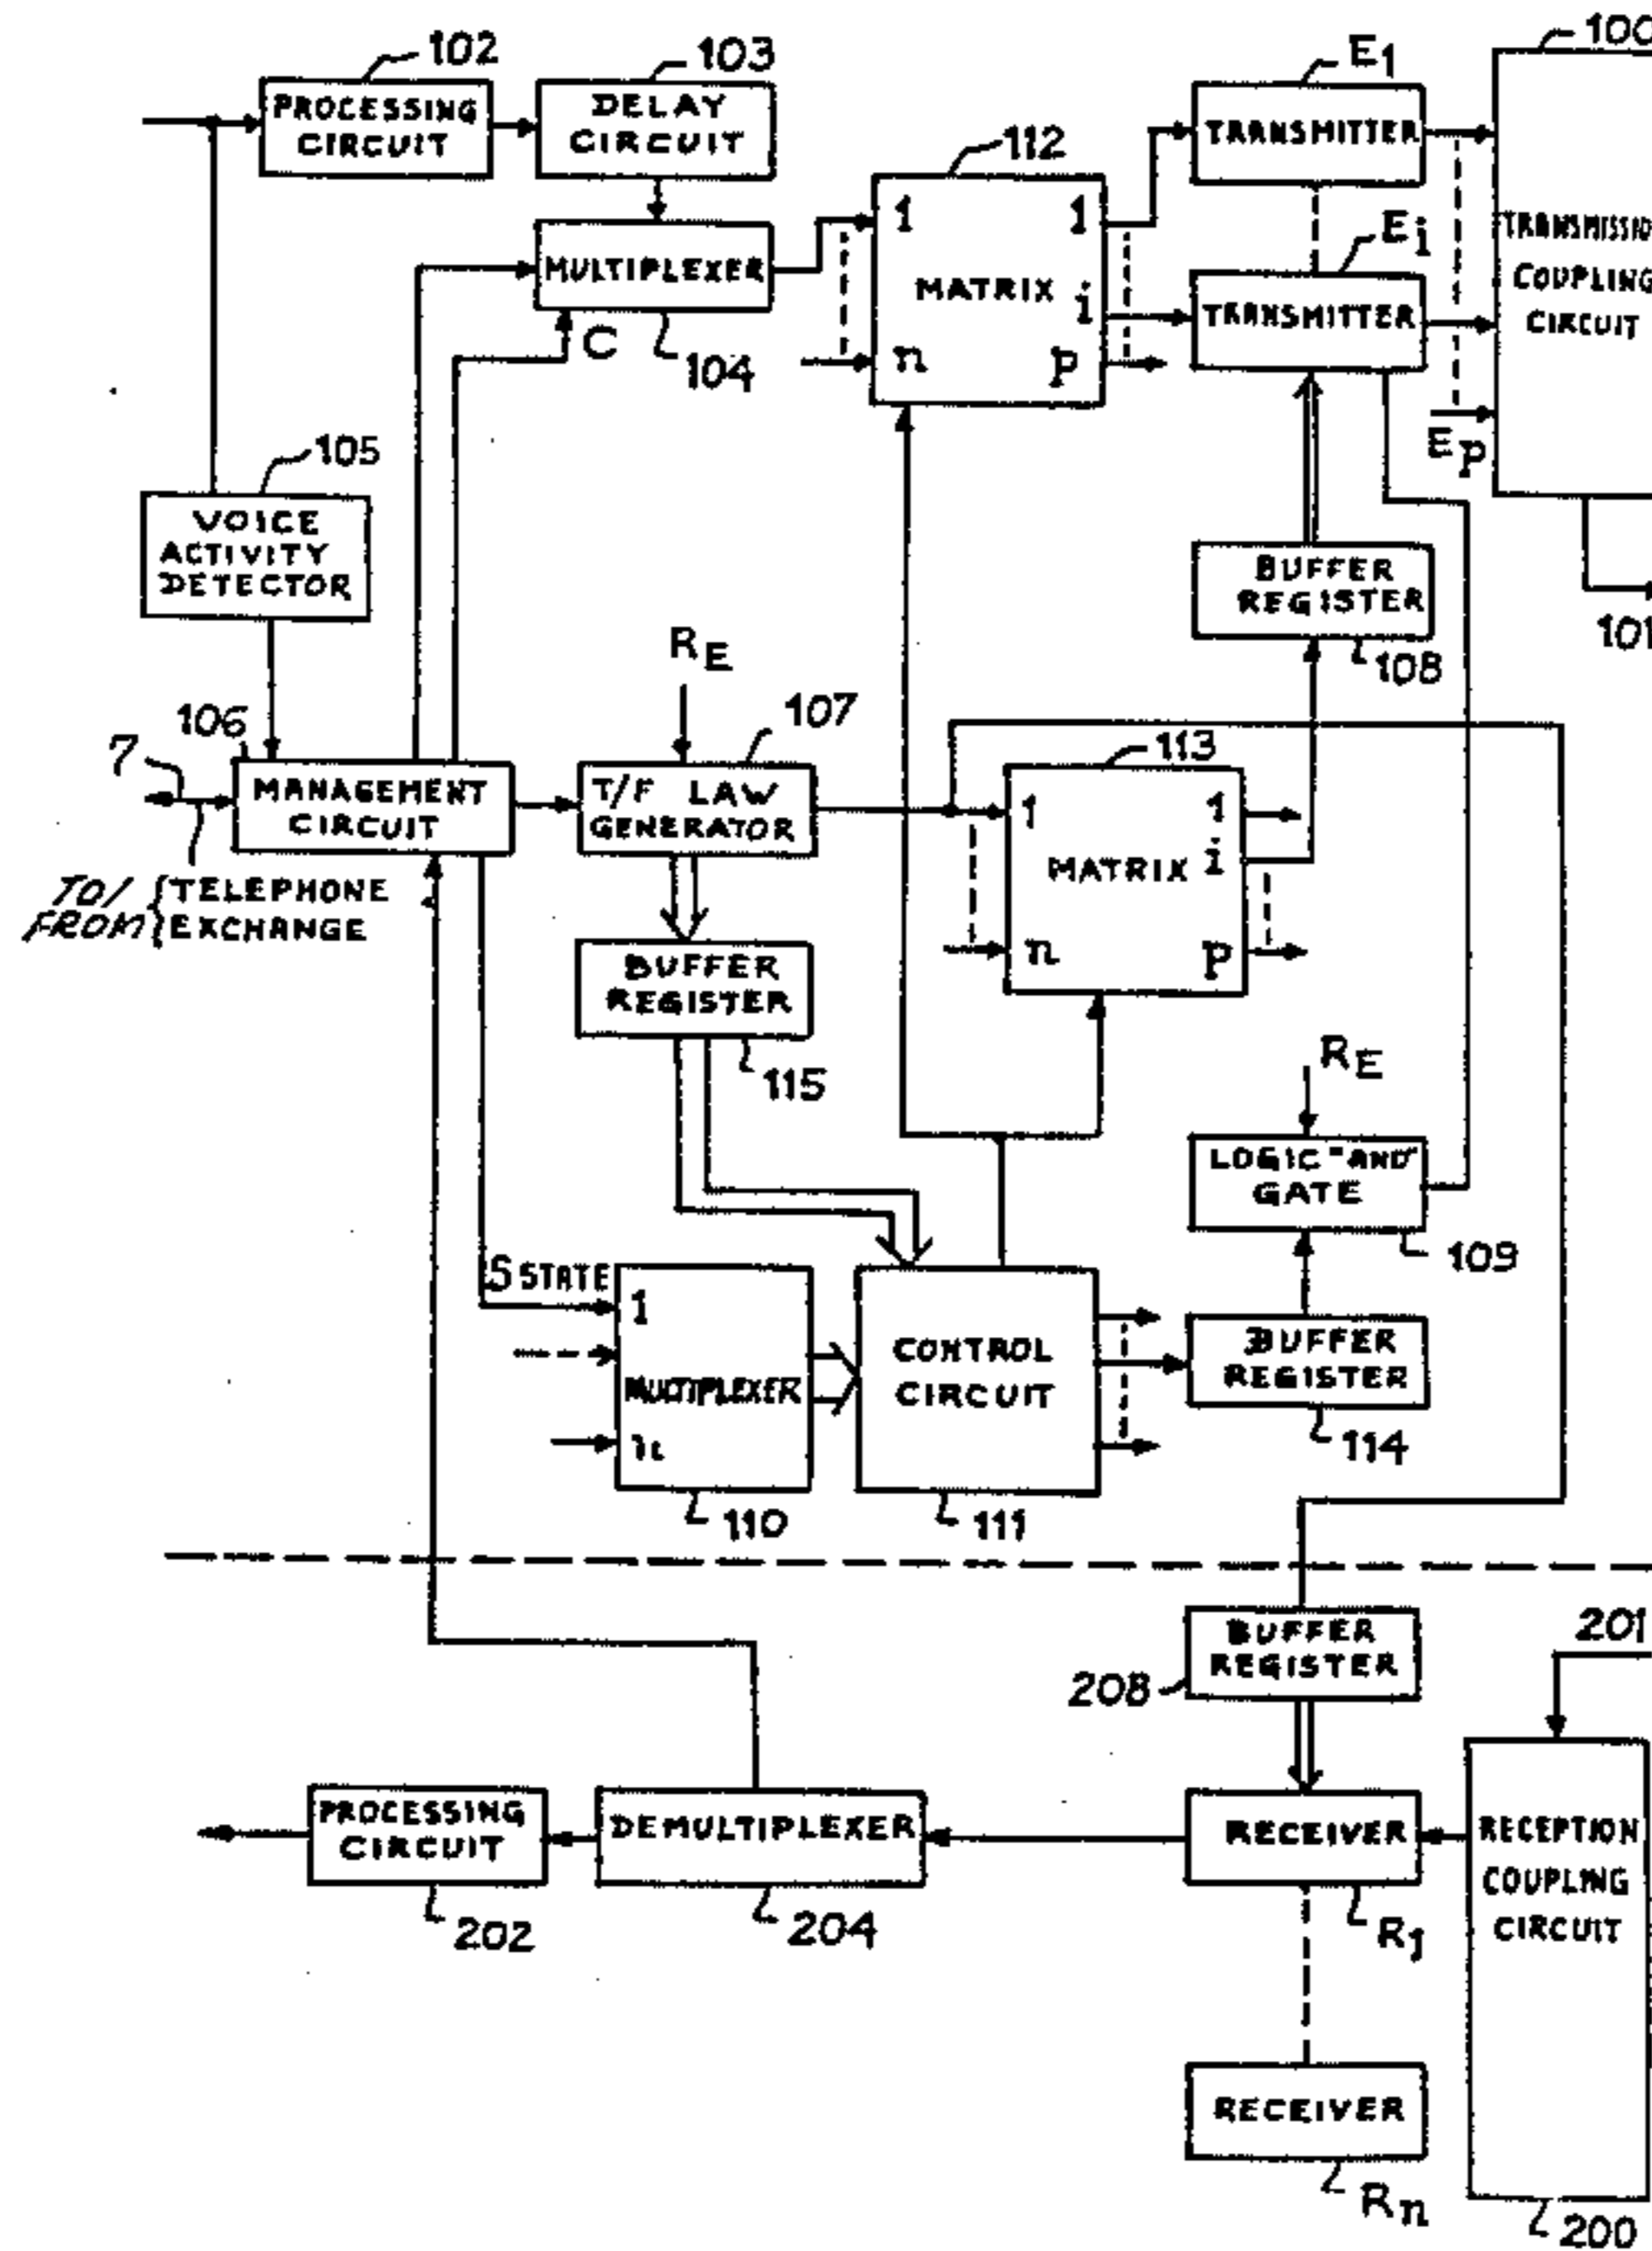 102
103
E1
100
PROCESSING
CIRCUIT
DELAY
CIRCUIT
112
TRANSMITTER
1
1
MULTIPLEXER
MATRIX
i
n
P
C
104
Ei
TRANSMITTER
COUPLING
CIRCUIT
EP
105
VOICE
ACTIVITY
DETECTOR
BUFFER
REGISTER
108
101
RE
106
107
113
7
MANAGEMENT
CIRCUIT
T/F LAW
GENERATOR
1
1
MATRIX
i
n
P
TO/
FROM
{TELEPHONE
EXCHANGE
BUFFER
REGISTER
115
RE
LOGIC "AND"
GATE
109
S STATE
1
MULTIPLEXER
n
CONTROL
CIRCUIT
BUFFER
REGISTER
114
110
111
BUFFER
REGISTER
208
201
PROCESSING
CIRCUIT
DEMULTIPLEXER
RECEIVER
RECEPTION
COUPLING
CIRCUIT
202
204
R1
RECEIVER
Rn
200